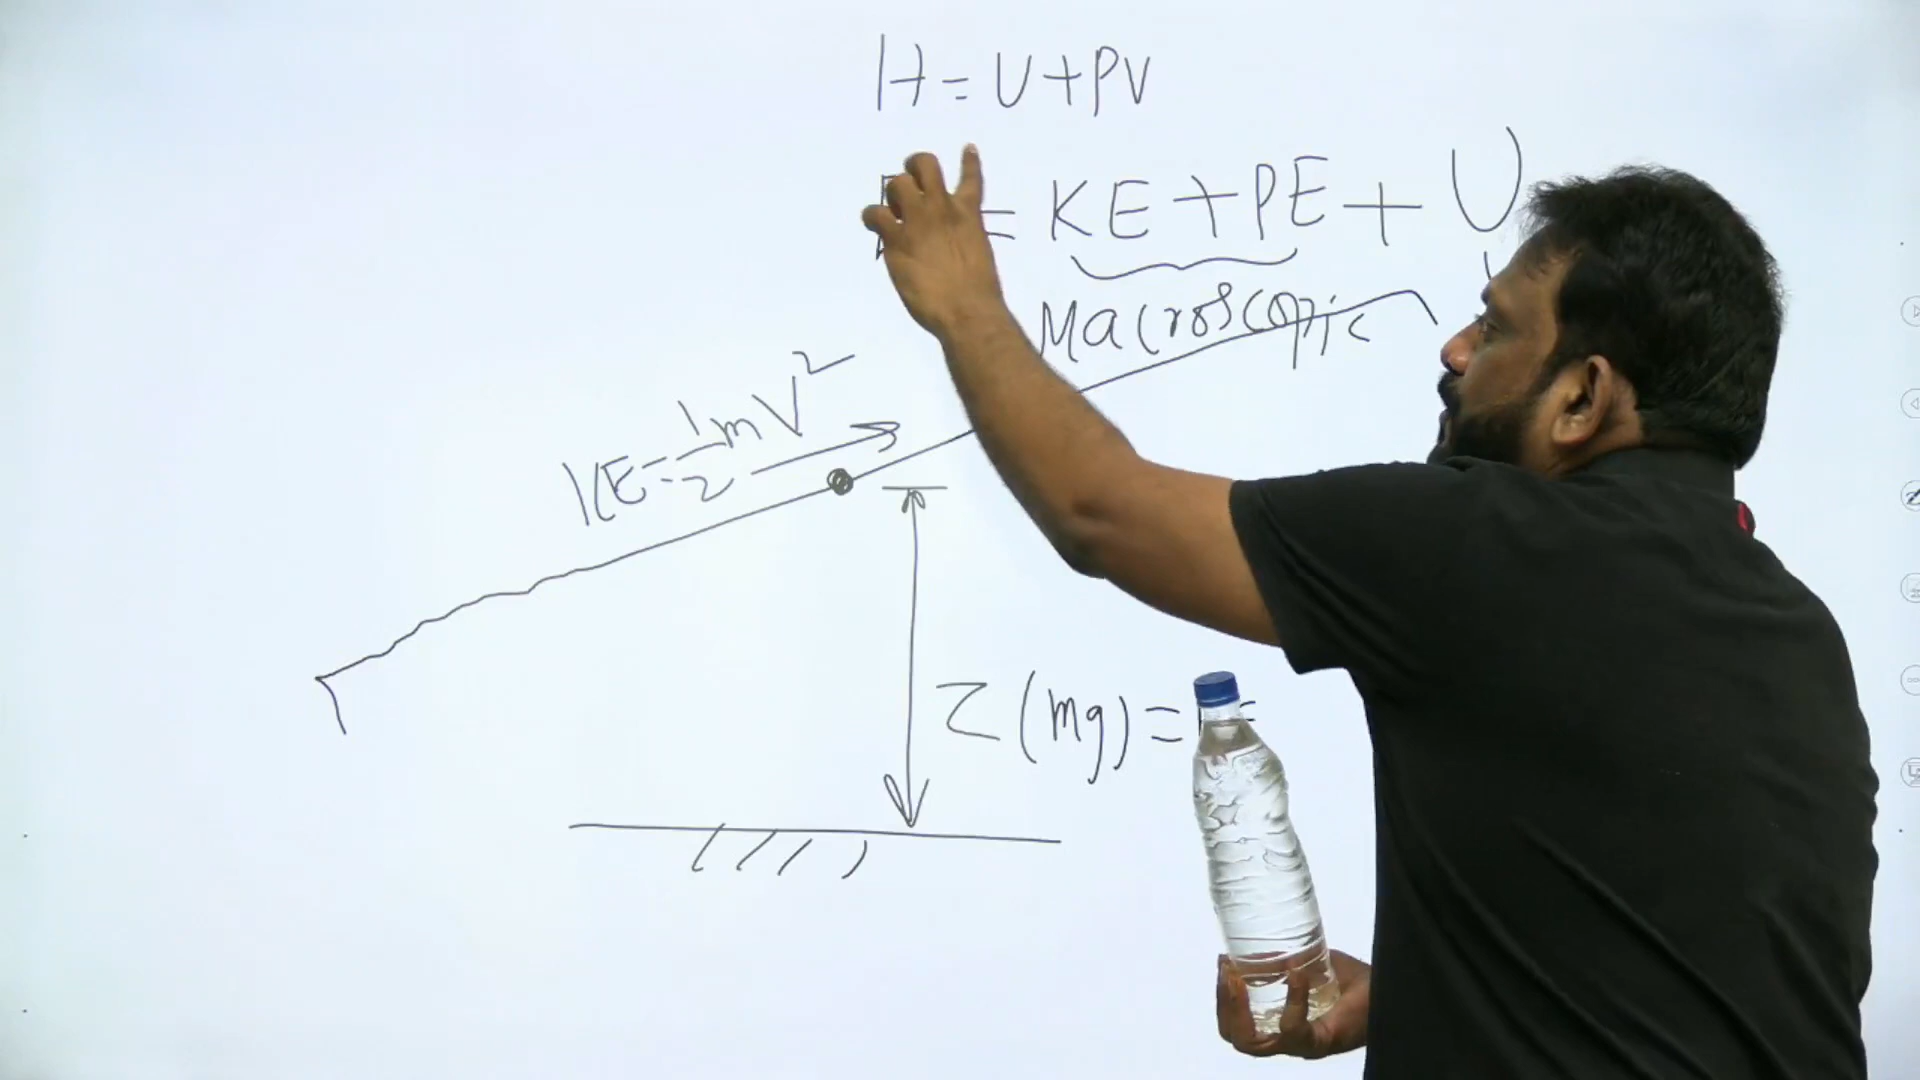 H = U + PV
= KE + PE + U
Macroscopic
KE = 1/2 mV²
Z (mg) =